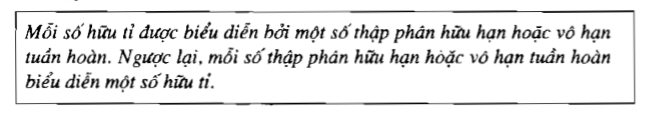 Mỗi số hữu tỉ được biểu diễn bởi một số thập phân hữu hạn hoặc vô hạn
tuần hoàn. Ngược lại, mỗi số thập phân hữu hạn hoặc vô hạn tuần hoàn
biểu diễn một số hữu tỉ.